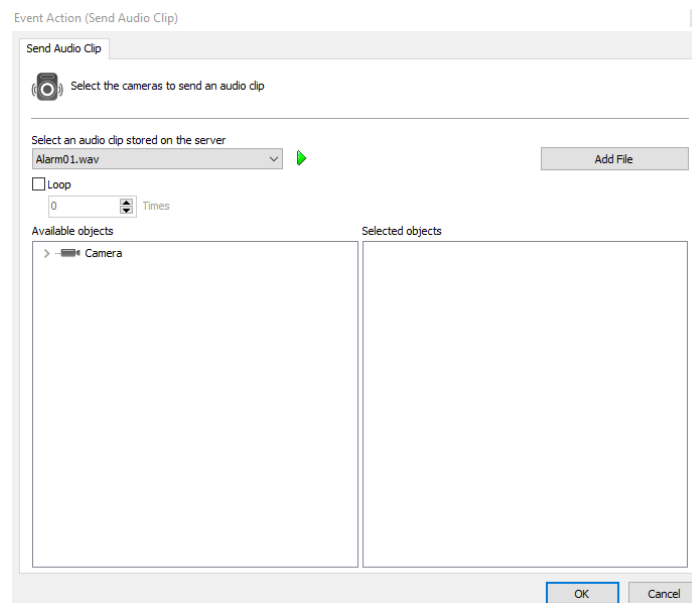 Event Action (Send Audio Clip)
Send Audio Clip
Select the cameras to send an audio clip
Select an audio clip stored on the server
Alarm01.wav
Add File
Loop
0 Times
Available objects Selected objects
Camera
OK Cancel